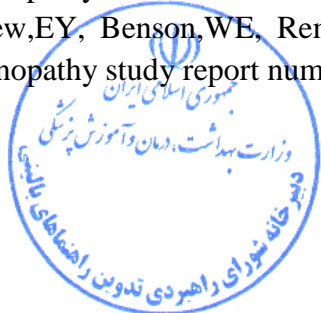 ew,EY, Benson,WE, Rer
nopathy study report num
جمهوری اسلامی ایران
وزارت بهداشت، درمان و آموزش پزشکی
دبیرخانه شورای راهبردی تدوین راهنماهای بالینی